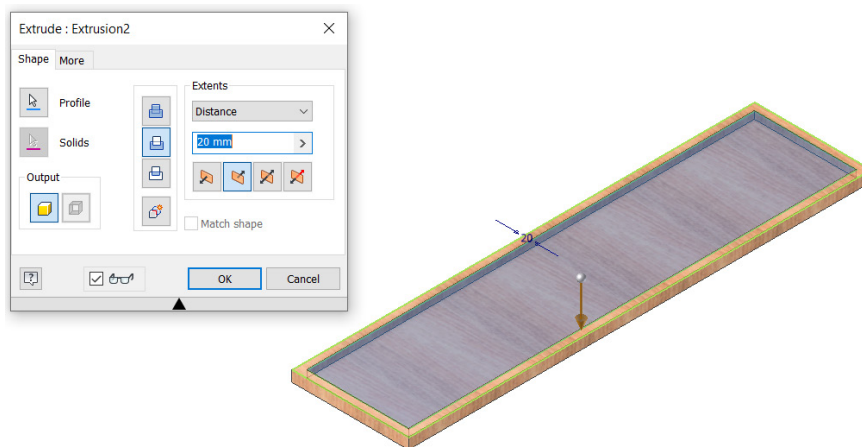 Extrude : Extrusion2
Shape
More
Profile
Solids
Output
Extents
Distance
20 mm
Match shape
OK
Cancel
20